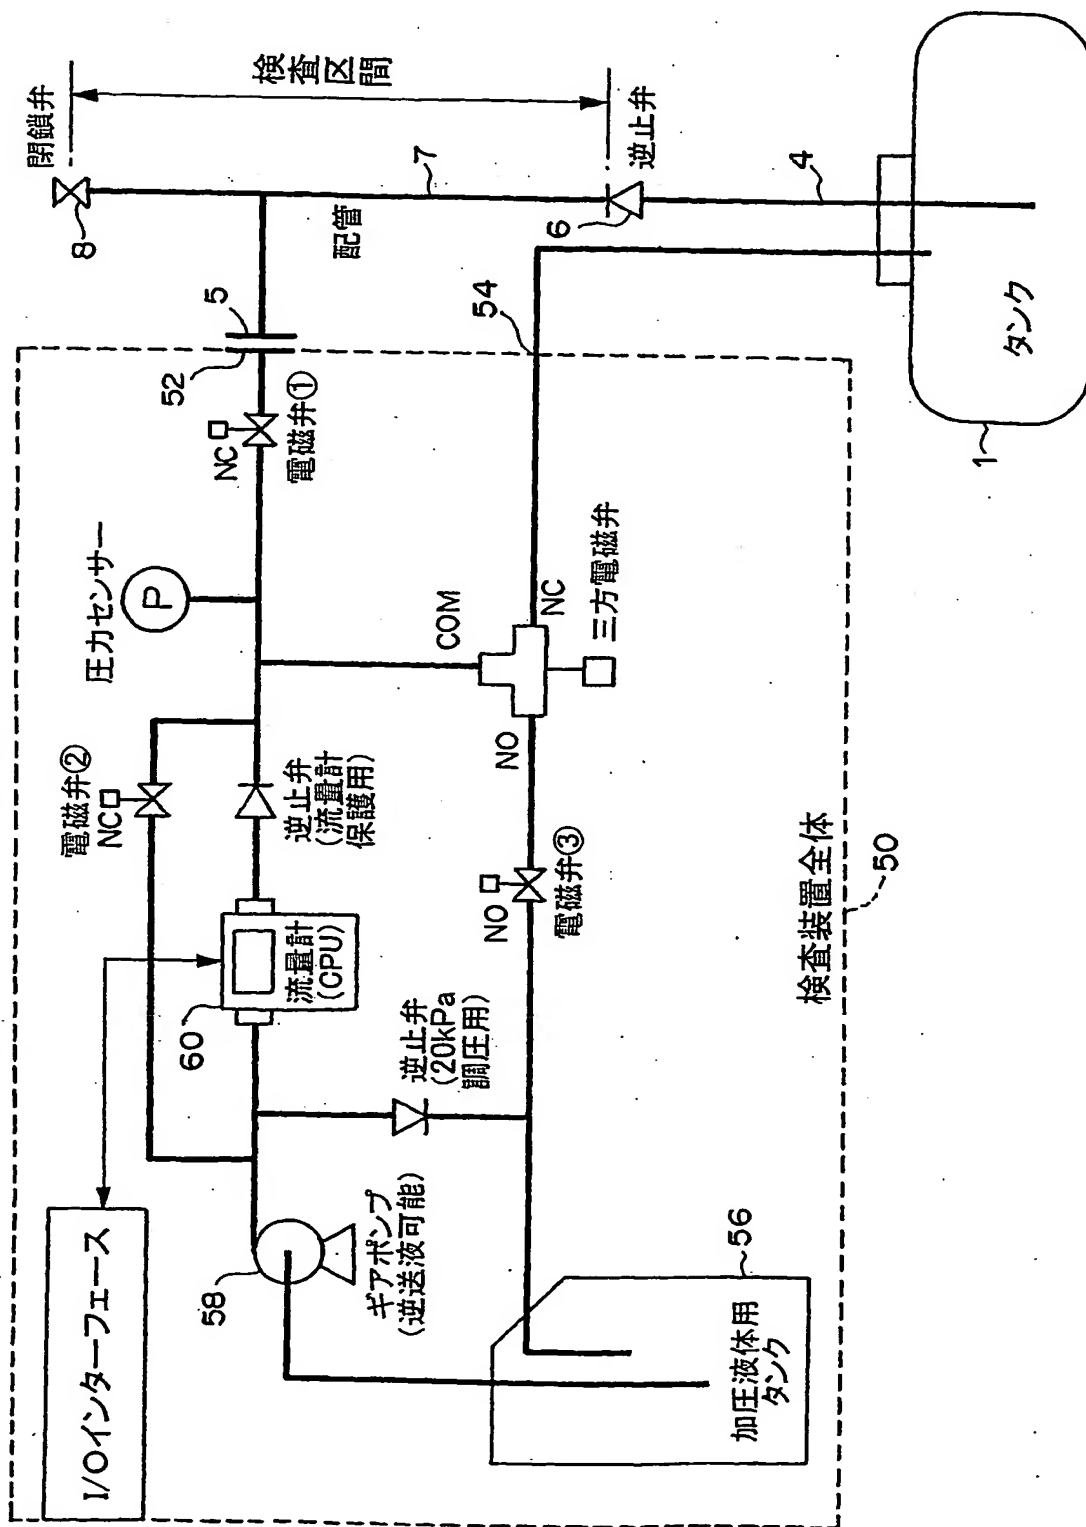 I/Oインターフェース
電磁弁②
NC
圧力センサー
P
NC
電磁弁①
52
5
閉鎖弁
8
検査区間
配管
7
逆止弁
6
4
60
流量計
(CPU)
逆止弁
(流量計
保護用)
COM
54
58
ギアポンプ
(逆送液可能)
逆止弁
(20kPa
調圧用)
NO
電磁弁③
NO
NC
三方電磁弁
56
加圧液体用
タンク
検査装置全体
50
タンク
1